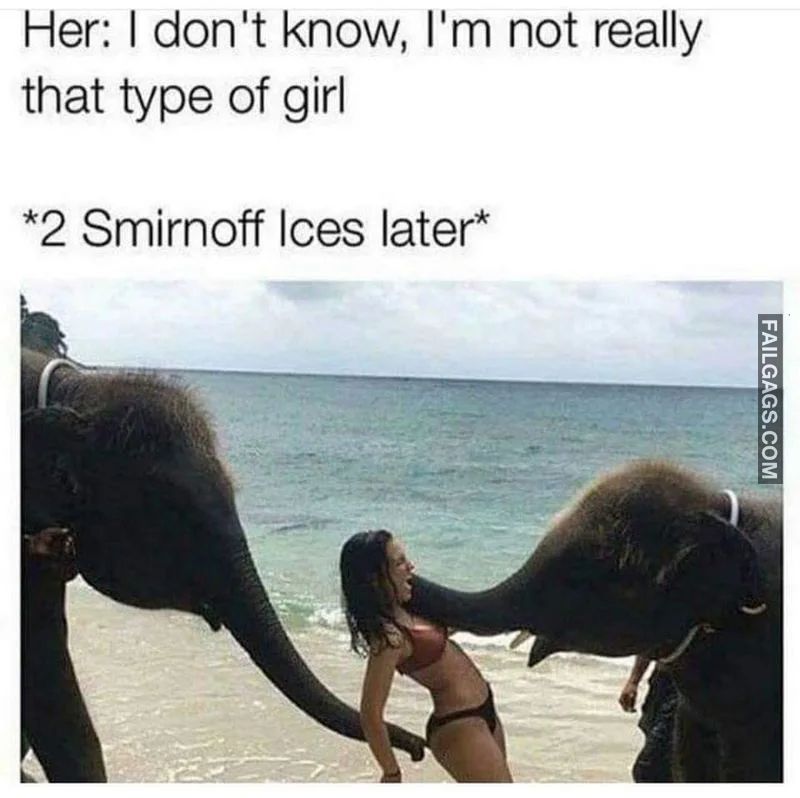 Her: I don't know, I'm not really
that type of girl
*2 Smirnoff Ices later*
FAILGAGS.COM